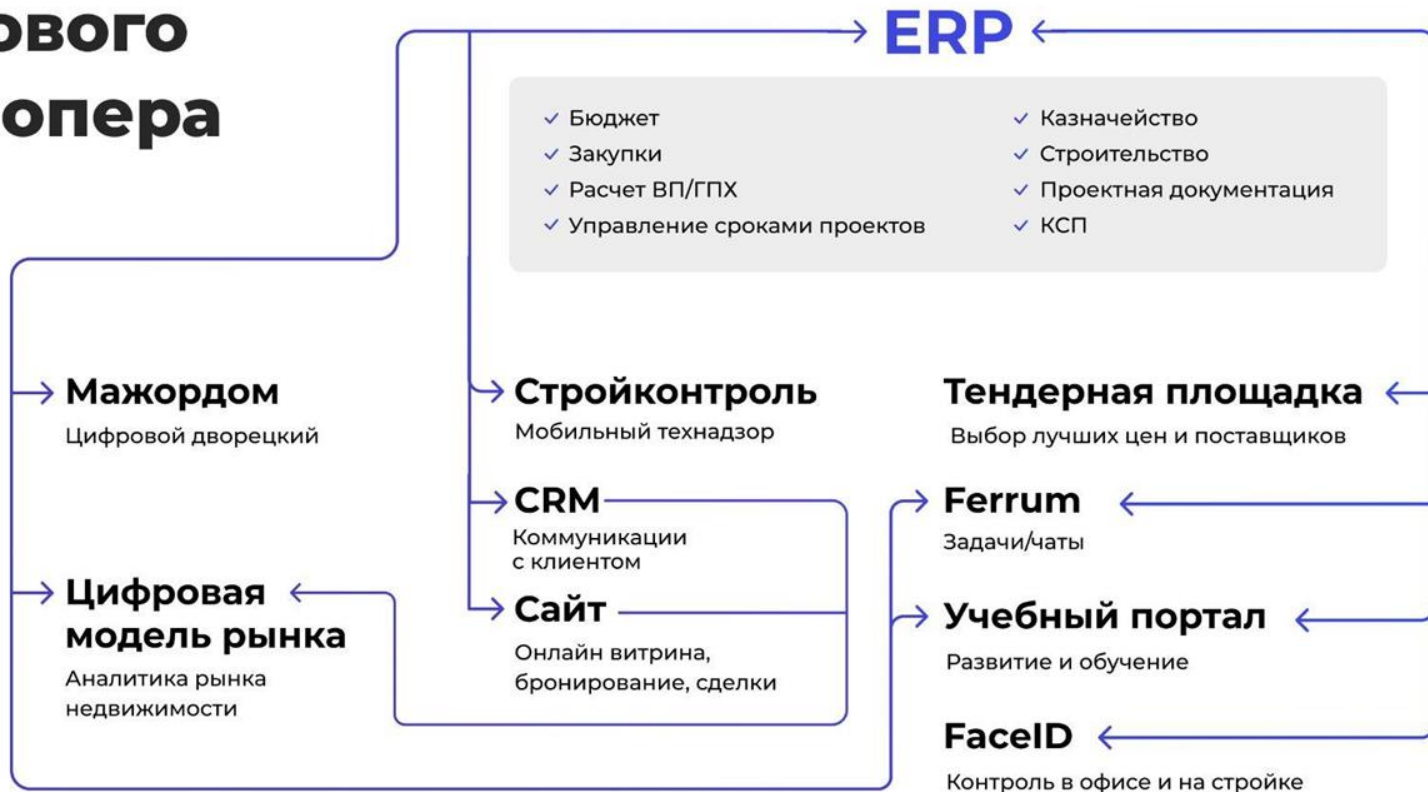 ового
опера
ERP
Бюджет
Закупки
Расчет ВП/ГПХ
Управление сроками проектов
Казначейство
Строительство
Проектная документация
КСП
Мажордом
Цифровой дворецкий
Цифровая
модель рынка
Аналитика рынка
недвижимости
Стройконтроль
Мобильный технадзор
CRM
Коммуникации
с клиентом
Сайт
Онлайн витрина,
бронирование, сделки
Тендерная площадка
Выбор лучших цен и поставщиков
Ferrum
Задачи/чаты
Учебный портал
Развитие и обучение
FaceID
Контроль в офисе и на стройке